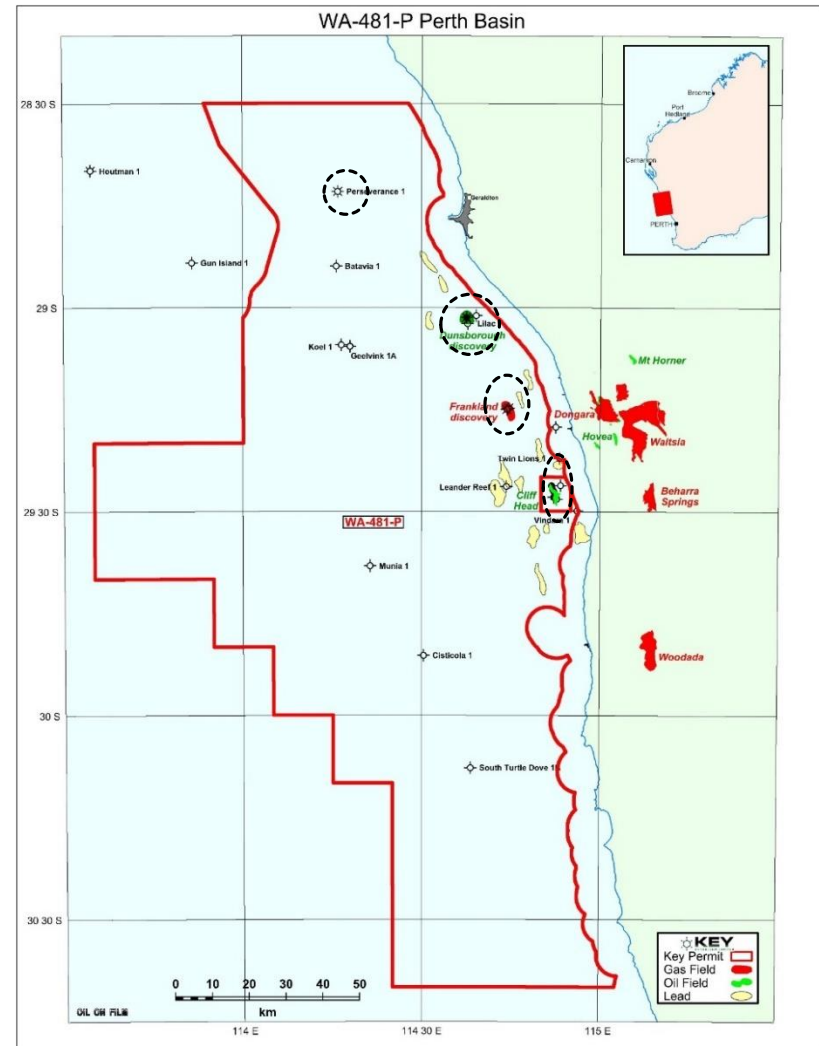 WA-481-P Perth Basin
28 30 S
Broome
Port
Hedland
Carnarvon
PERTH
Houtman 1
Perseverance 1
Geraldton
Gun Island 1
Batavia 1
29 S
Lilac
Dunsborough
discovery
Koel 1
Geelvink 1A
Mt Horner
Frankland
discovery
Dongara
Hovea
Waitsia
Twin Lions 1
Leander Reef 1
Cliff
Head
Beharra
Springs
29 30 S
WA-481-P
Munia 1
Cisticola 1
Woodada
30 S
South Turtle Dove 1
30 30 S
KEY
Key Permit
Gas Field
Oil Field
Lead
0 10 20 30 40 50
km
114 E
114 30 E
115 E